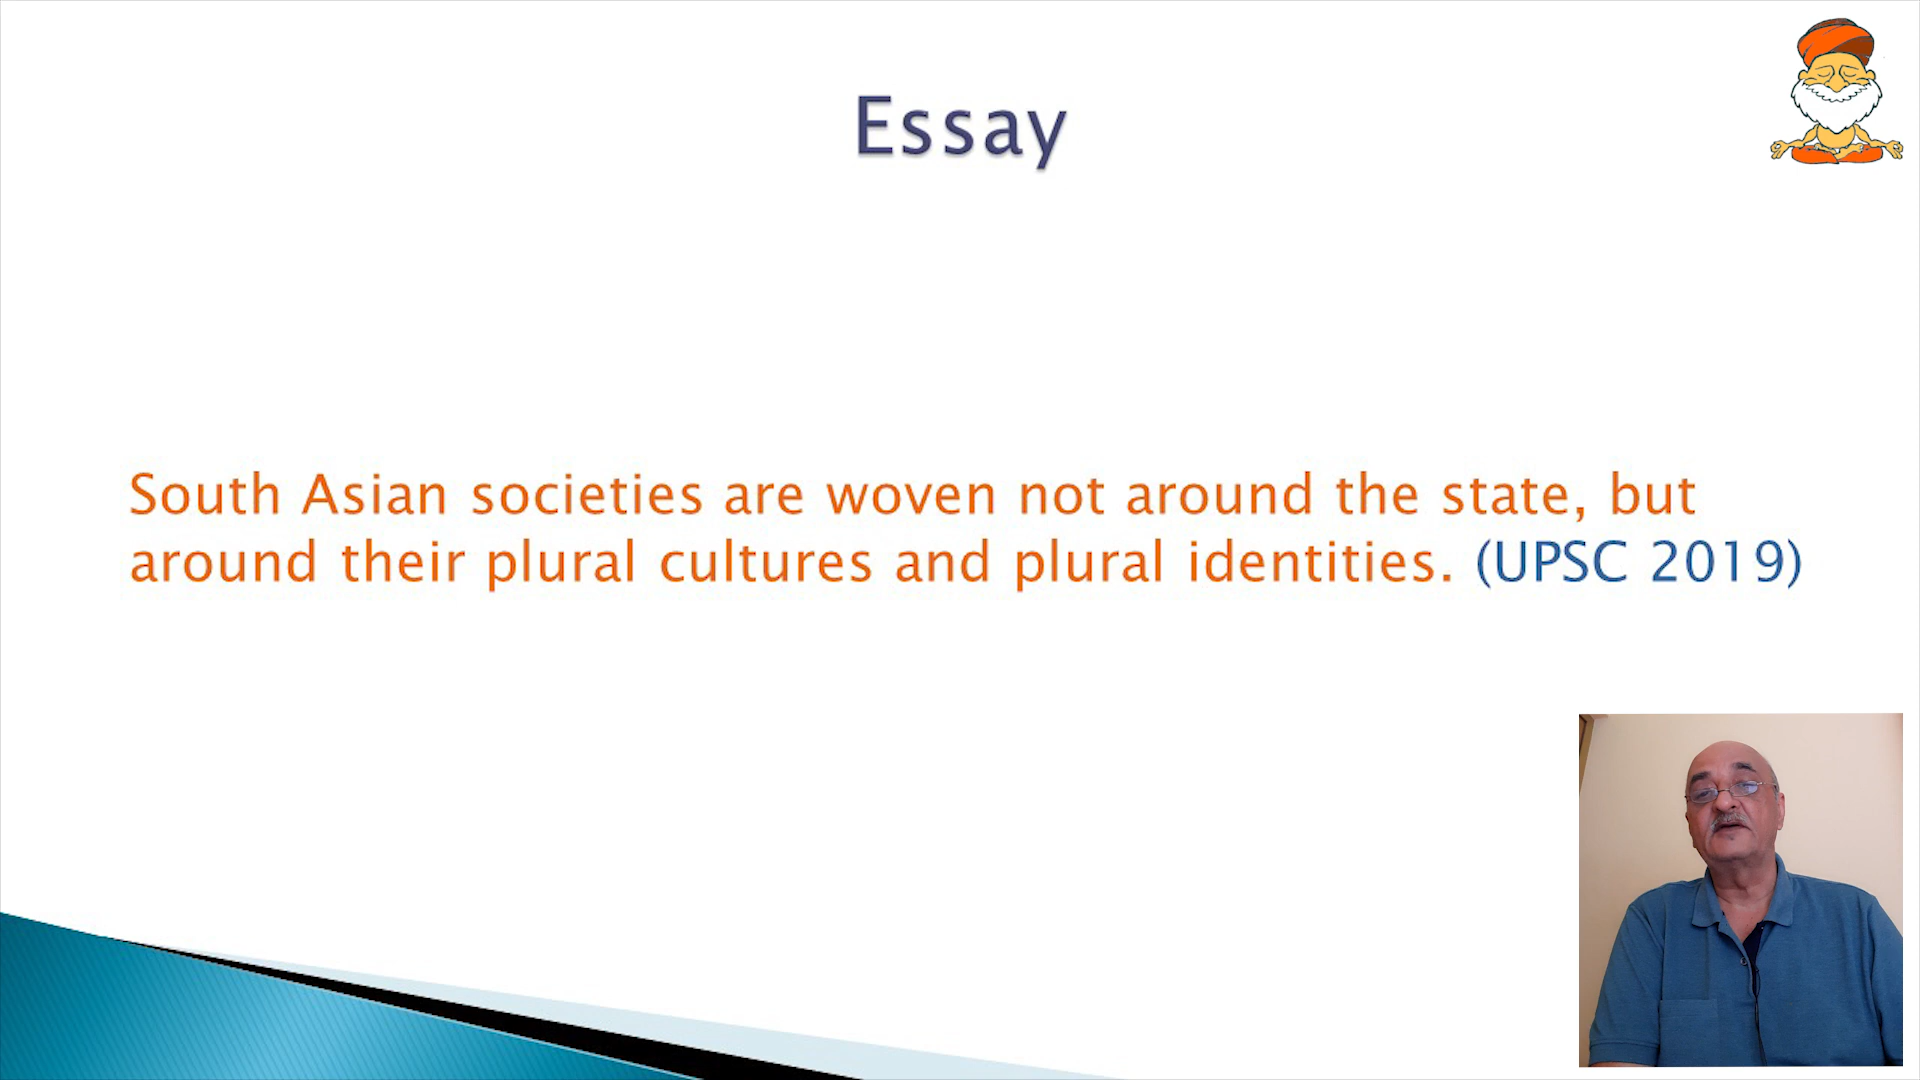 Essay
South Asian societies are woven not around the state, but
around their plural cultures and plural identities. (UPSC 2019)